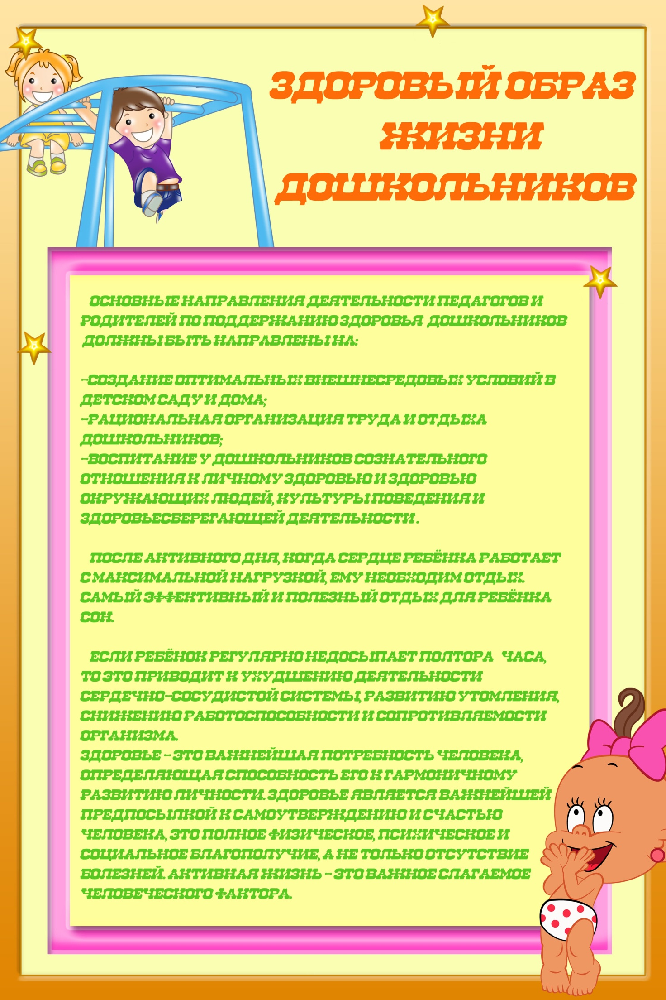 ЗДОРОВЫЙ ОБРАЗ
ЖИЗНИ
ДОШКОЛЬНИКОВ
ОСНОВНЫЕ НАПРАВЛЕНИЯ ДЕЯТЕЛЬНОСТИ ПЕДАГОГОВ И
РОДИТЕЛЕЙ ПО ПОДДЕРЖАНИЮ ЗДОРОВЬЯ ДОШКОЛЬНИКОВ
ДОЛЖНЫ БЫТЬ НАПРАВЛЕНЫ НА:
-СОЗДАНИЕ ОПТИМАЛЬНЫХ ВНЕШНЕСРЕДОВЫХ УСЛОВИЙ В
ДЕТСКОМ САДУ И ДОМА;
-РАЦИОНАЛЬНАЯ ОРГАНИЗАЦИЯ ТРУДА И ОТДЫХА
ДОШКОЛЬНИКОВ;
-ВОСПИТАНИЕ У ДОШКОЛЬНИКОВ СОЗНАТЕЛЬНОГО
ОТНОШЕНИЯ К ЛИЧНОМУ ЗДОРОВЬЮ И ЗДОРОВЬЮ
ОКРУЖАЮЩИХ ЛЮДЕЙ, КУЛЬТУРЫ ПОВЕДЕНИЯ И
ЗДОРОВЬЕСБЕРЕГАЮЩЕЙ ДЕЯТЕЛЬНОСТИ.
ПОСЛЕ АКТИВНОГО ДНЯ, КОГДА СЕРДЦЕ РЕБЁНКА РАБОТАЕТ
С МАКСИМАЛЬНОЙ НАГРУЗКОЙ, ЕМУ НЕОБХОДИМ ОТДЫХ.
САМЫЙ ЭФФЕКТИВНЫЙ И ПОЛЕЗНЫЙ ОТДЫХ ДЛЯ РЕБЁНКА
СОН.
ЕСЛИ РЕБЁНОК РЕГУЛЯРНО НЕДОСЫПАЕТ ПОЛТОРА ЧАСА,
ТО ЭТО ПРИВОДИТ К УХУДШЕНИЮ ДЕЯТЕЛЬНОСТИ
СЕРДЕЧНО-СОСУДИСТОЙ СИСТЕМЫ, РАЗВИТИЮ УТОМЛЕНИЯ,
СНИЖЕНИЮ РАБОТОСПОСОБНОСТИ И СОПРОТИВЛЯЕМОСТИ
ОРГАНИЗМА.
ЗДОРОВЬЕ - ЭТО ВАЖНЕЙШАЯ ПОТРЕБНОСТЬ ЧЕЛОВЕКА,
ОПРЕДЕЛЯЮЩАЯ СПОСОБНОСТЬ ЕГО К ГАРМОНИЧНОМУ
РАЗВИТИЮ ЛИЧНОСТИ. ЗДОРОВЬЕ ЯВЛЯЕТСЯ ВАЖНЕЙШЕЙ
ПРЕДПОСЫЛКОЙ К САМОУТВЕРЖДЕНИЮ И СЧАСТЬЮ
ЧЕЛОВЕКА, ЭТО ПОЛНОЕ ФИЗИЧЕСКОЕ, ПСИХИЧЕСКОЕ И
СОЦИАЛЬНОЕ БЛАГОПОЛУЧИЕ, А НЕ ТОЛЬКО ОТСУТСТВИЕ
БОЛЕЗНЕЙ. АКТИВНАЯ ЖИЗНЬ - ЭТО ВАЖНОЕ СЛАГАЕМОЕ
ЧЕЛОВЕЧЕСКОГО ФАКТОРА.